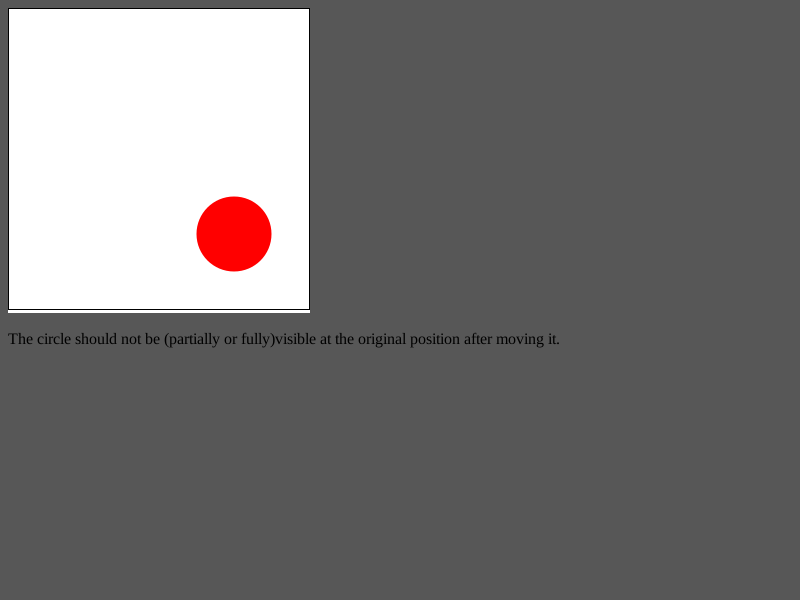 The circle should not be (partially or fully)visible at the original position after moving it.